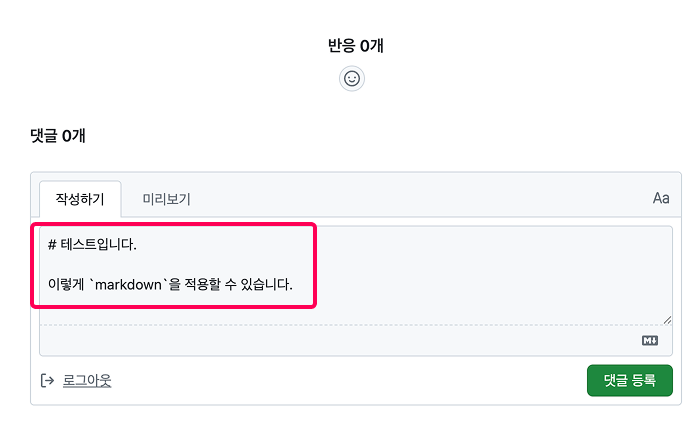 반응 0개
댓글 0개
작성하기 미리보기 Aa
# 테스트입니다.
이렇게 `markdown`을 적용할 수 있습니다.
M↓
로그아웃 댓글 등록